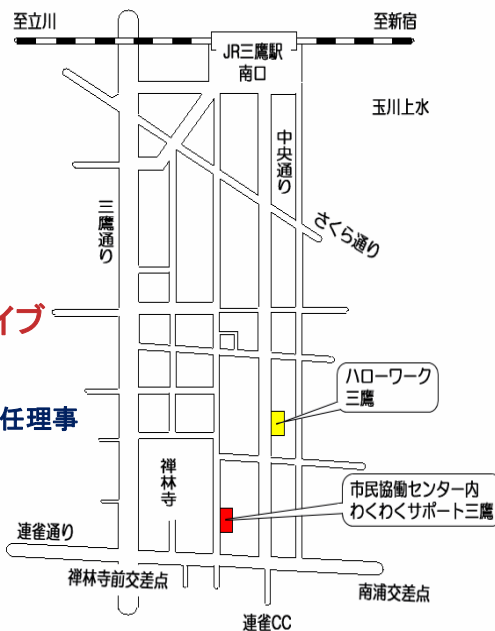 至立川
至新宿
JR三鷹駅
南口
玉川上水
中央通り
三鷹通り
さくら通り
イブ
ハローワーク
三鷹
任理事
禅林寺
市民協働センター内
わくわくサポート三鷹
連雀通り
禅林寺前交差点
南浦交差点
連雀CC